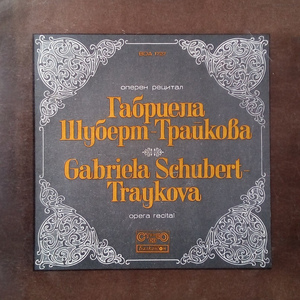 оперен рецитал
Габриела
Шуберт Траикова
Gabriela Schubert
Traykova
opera recital